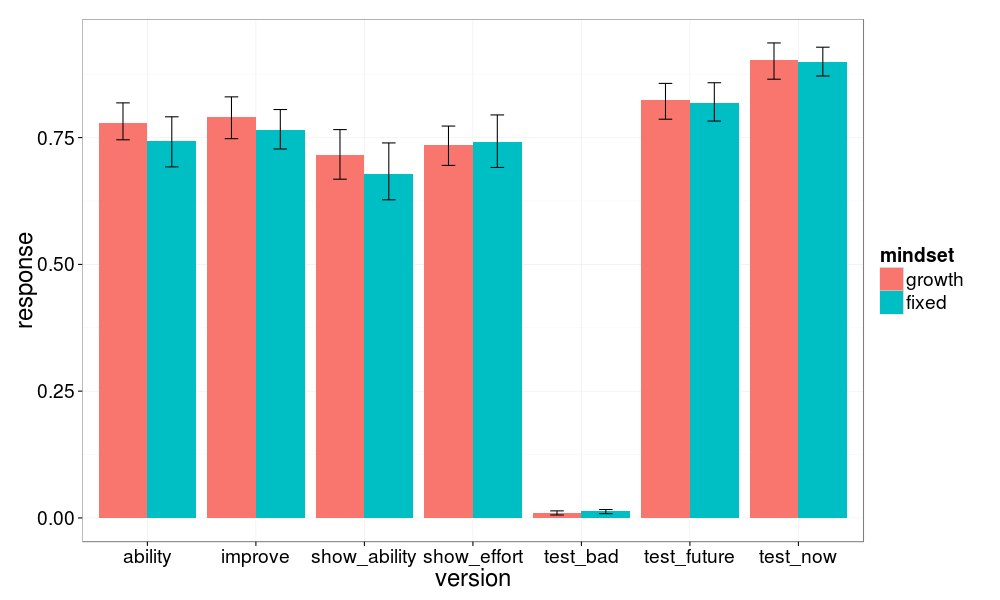 response
0.75
0.50
0.25
0.00
ability improve show_ability show_effort test_bad test_future test_now
version
mindset
growth
fixed